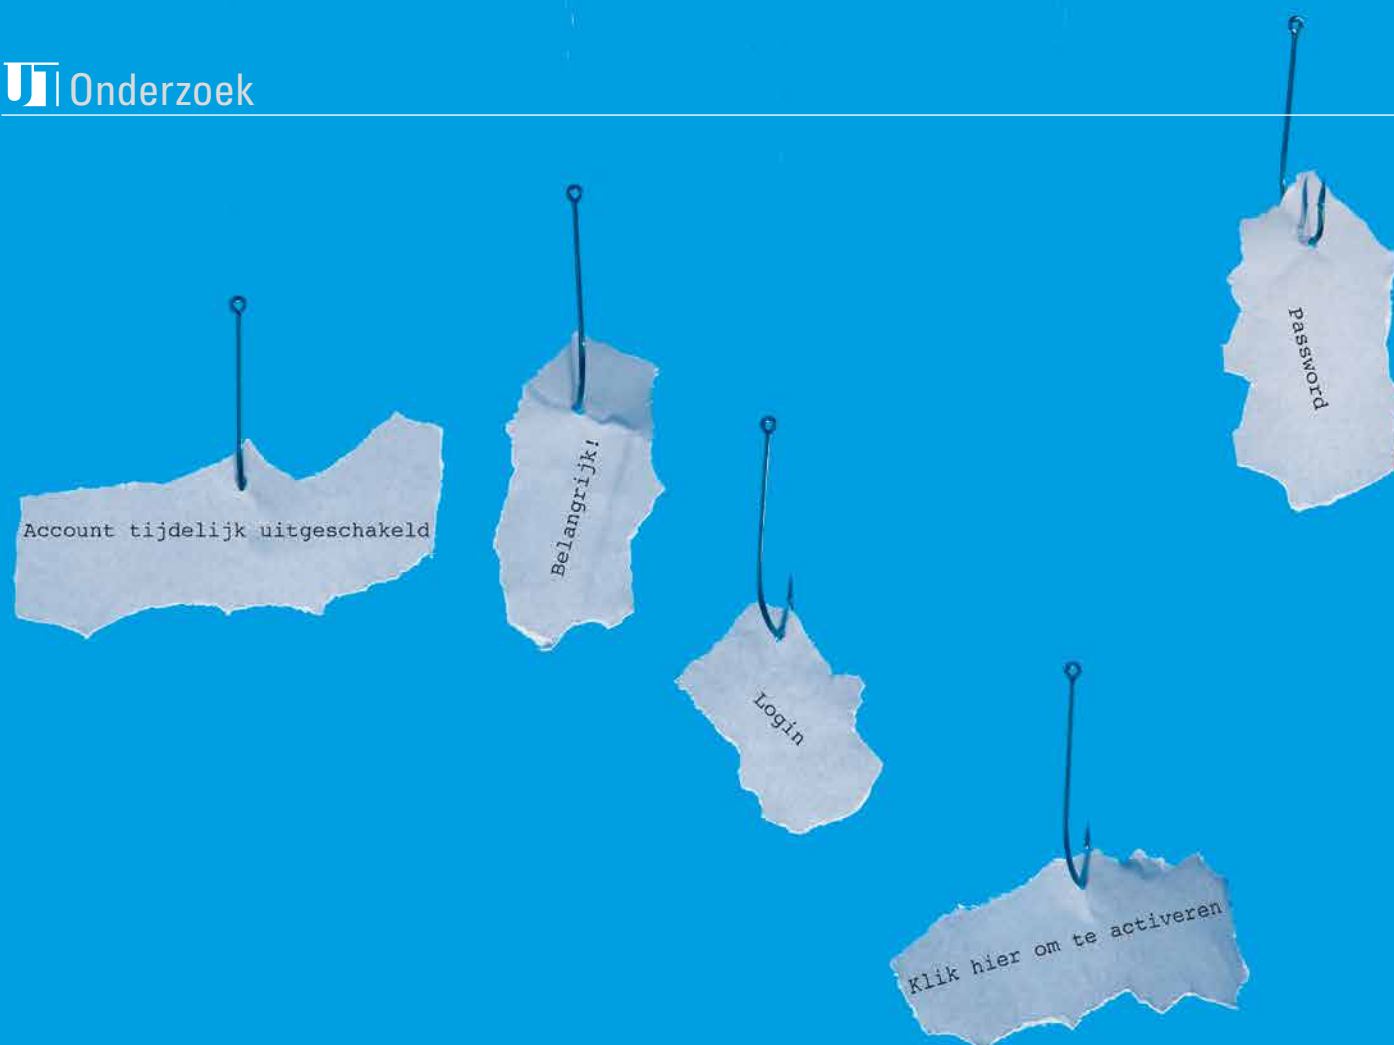 UT Onderzoek
Password
Belangrijk!
Account tijdelijk uitgeschakeld
Login
Klik hier om te activeren